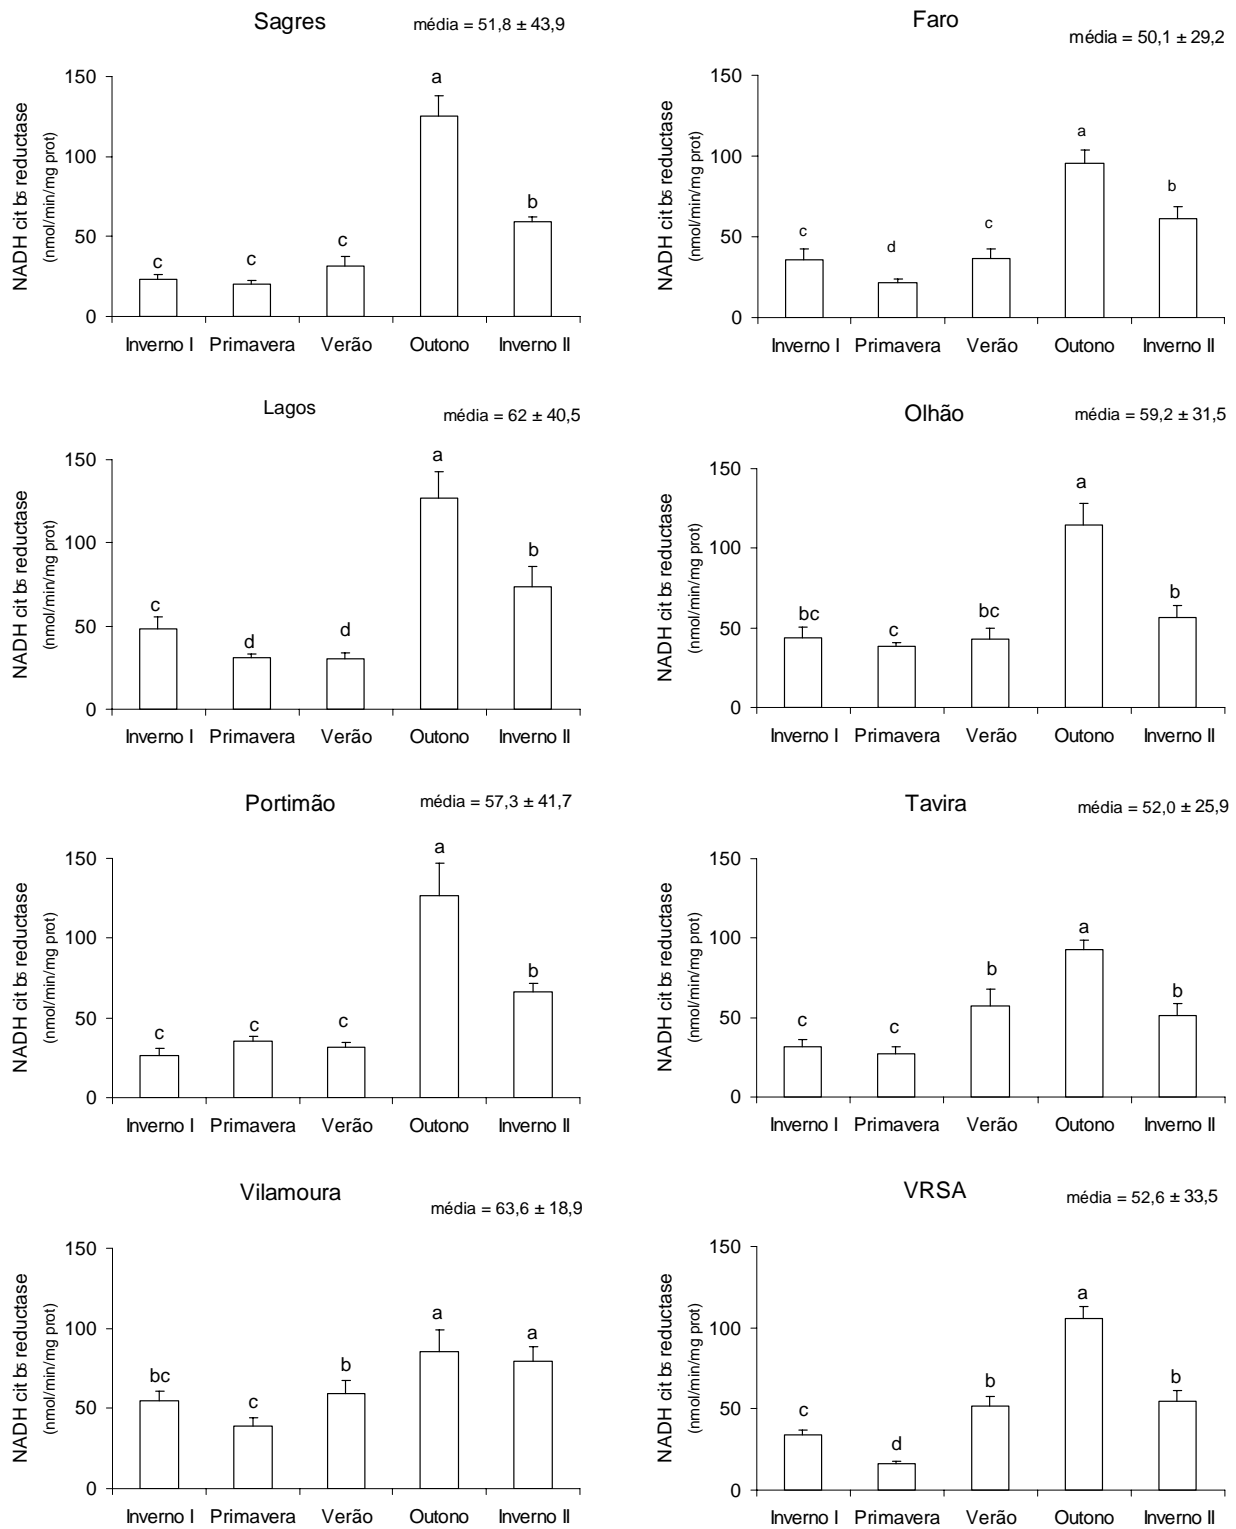 Sagres
média = 51,8 ± 43,9
NADH cit b5 reductase
(nmol/min/mg prot)
150
100
50
0
c
c
c
a
b
Inverno I Primavera Verão Outono Inverno II
Faro
média = 50,1 ± 29,2
NADH cit b5 reductase
(nmol/min/mg prot)
150
100
50
0
c
d
c
a
b
Inverno I Primavera Verão Outono Inverno II
Lagos
média = 62 ± 40,5
NADH cit b5 reductase
(nmol/min/mg prot)
150
100
50
0
c
d
d
a
b
Inverno I Primavera Verão Outono Inverno II
Olhão
média = 59,2 ± 31,5
NADH cit b5 reductase
(nmol/min/mg prot)
150
100
50
0
bc
c
bc
a
b
Inverno I Primavera Verão Outono Inverno II
Portimão
média = 57,3 ± 41,7
NADH cit b5 reductase
(nmol/min/mg prot)
150
100
50
0
c
c
c
a
b
Inverno I Primavera Verão Outono Inverno II
Tavira
média = 52,0 ± 25,9
NADH cit b5 reductase
(nmol/min/mg prot)
150
100
50
0
c
c
b
a
b
Inverno I Primavera Verão Outono Inverno II
Vilamoura
média = 63,6 ± 18,9
NADH cit b5 reductase
(nmol/min/mg prot)
150
100
50
0
bc
c
b
a
a
Inverno I Primavera Verão Outono Inverno II
VRSA
média = 52,6 ± 33,5
NADH cit b5 reductase
(nmol/min/mg prot)
150
100
50
0
c
d
b
a
b
Inverno I Primavera Verão Outono Inverno II